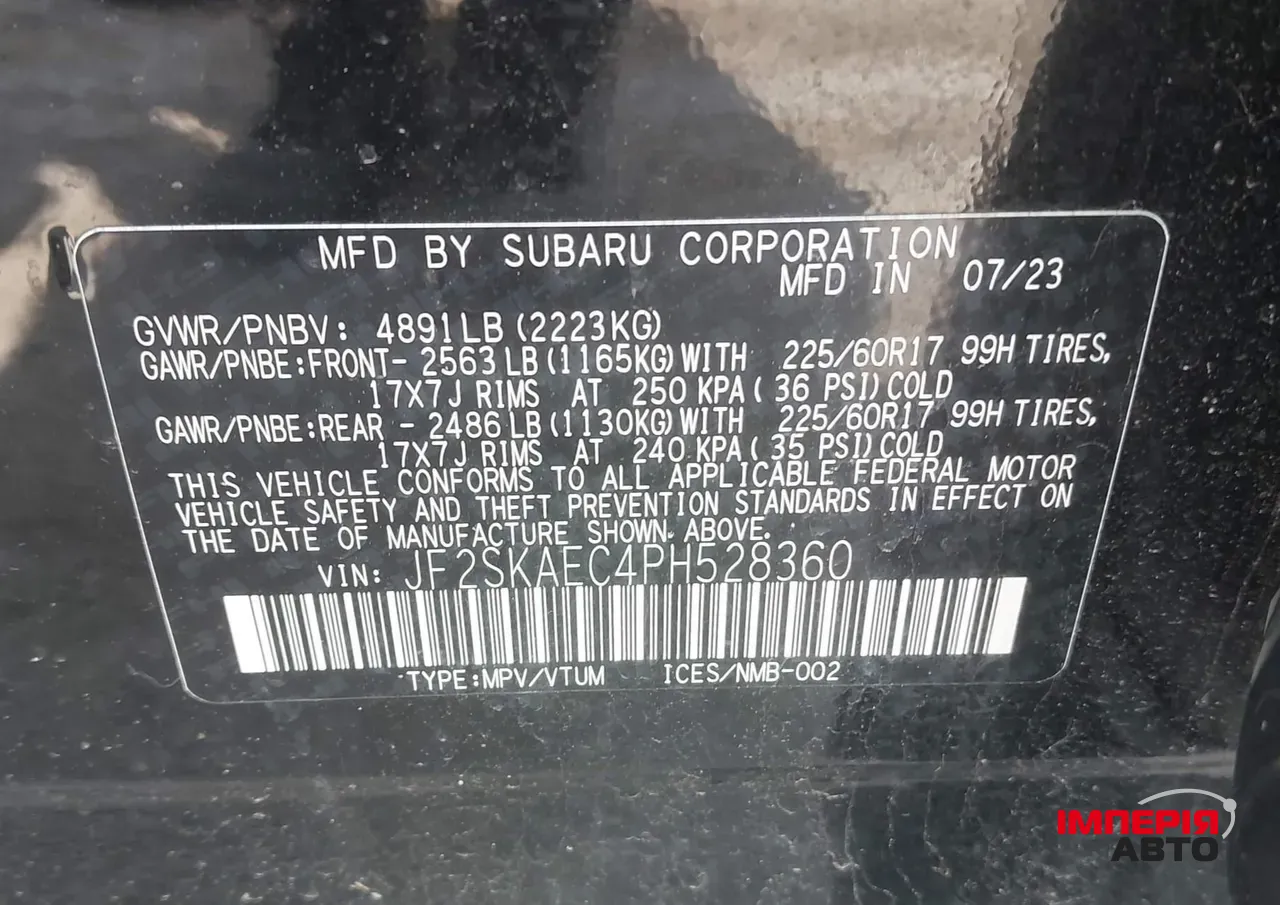 MFD BY SUBARU CORPORATION
MFD IN 07/23
GVWR/PNBV: 4891LB(2223KG)
GAWR/PNBE:FRONT- 2563LB(1165KG)WITH 225/60R17 99H TIRES,
17X7J RIMS AT 250 KPA( 36 PSI)COLD
GAWR/PNBE:REAR - 2486LB(1130KG)WITH 225/60R17 99H TIRES,
17X7J RIMS AT 240 KPA( 35 PSI)COLD
THIS VEHICLE CONFORMS TO ALL APPLICABLE FEDERAL MOTOR
VEHICLE SAFETY AND THEFT PREVENTION STANDARDS IN EFFECT ON
THE DATE OF MANUFACTURE SHOWN ABOVE.
VIN: JF2SKAEC4PH528360
TYPE:MPV/VTUM ICES/NMB-002
ІМПЕРІЯ
АВТО